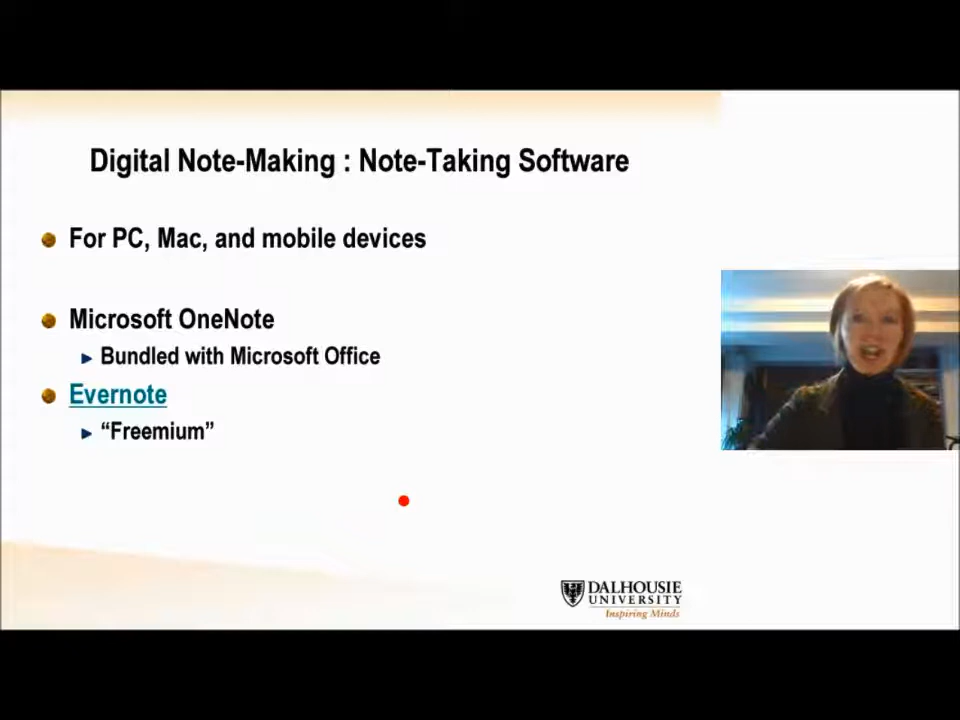 Digital Note-Making : Note-Taking Software
For PC, Mac, and mobile devices
Microsoft OneNote
Bundled with Microsoft Office
Evernote
“Freemium”
DALHOUSIE
UNIVERSITY
Inspiring Minds